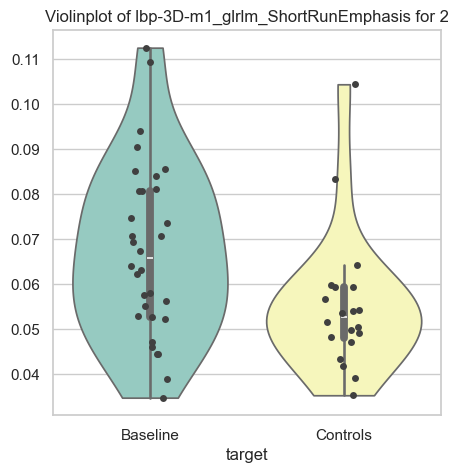 Violinplot of lbp-3D-m1_glrlm_ShortRunEmphasis for 2
0.11
0.10
0.09
0.08
0.07
0.06
0.05
0.04
Baseline Controls
target